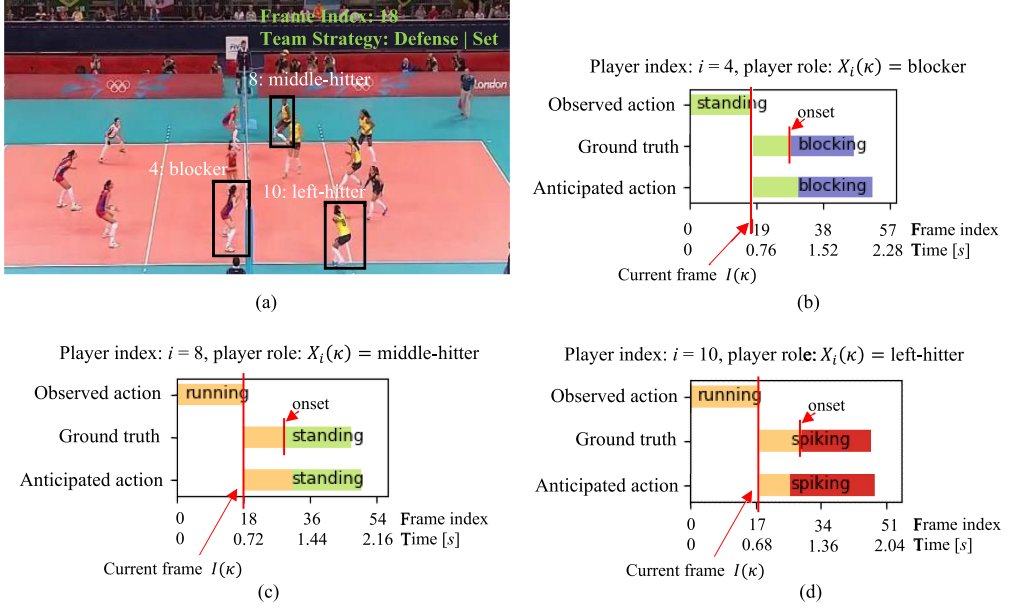 Frame Index: 18
Team Strategy: Defense | Set
FIVB
London
8: middle-hitter
4: blocker
10: left-hitter
(a)
Player index: i = 4, player role: X_i(κ) = blocker
Observed action
standing
onset
Ground truth
blocking
Anticipated action
blocking
0 19 38 57 Frame index
0 0.76 1.52 2.28 Time [s]
Current frame I(κ)
(b)
Player index: i = 8, player role: X_i(κ) = middle-hitter
Observed action
running
onset
Ground truth
standing
Anticipated action
standing
0 18 36 54 Frame index
0 0.72 1.44 2.16 Time [s]
Current frame I(κ)
(c)
Player index: i = 10, player role: X_i(κ) = left-hitter
Observed action
running
onset
Ground truth
spiking
Anticipated action
spiking
0 17 34 51 Frame index
0 0.68 1.36 2.04 Time [s]
Current frame I(κ)
(d)